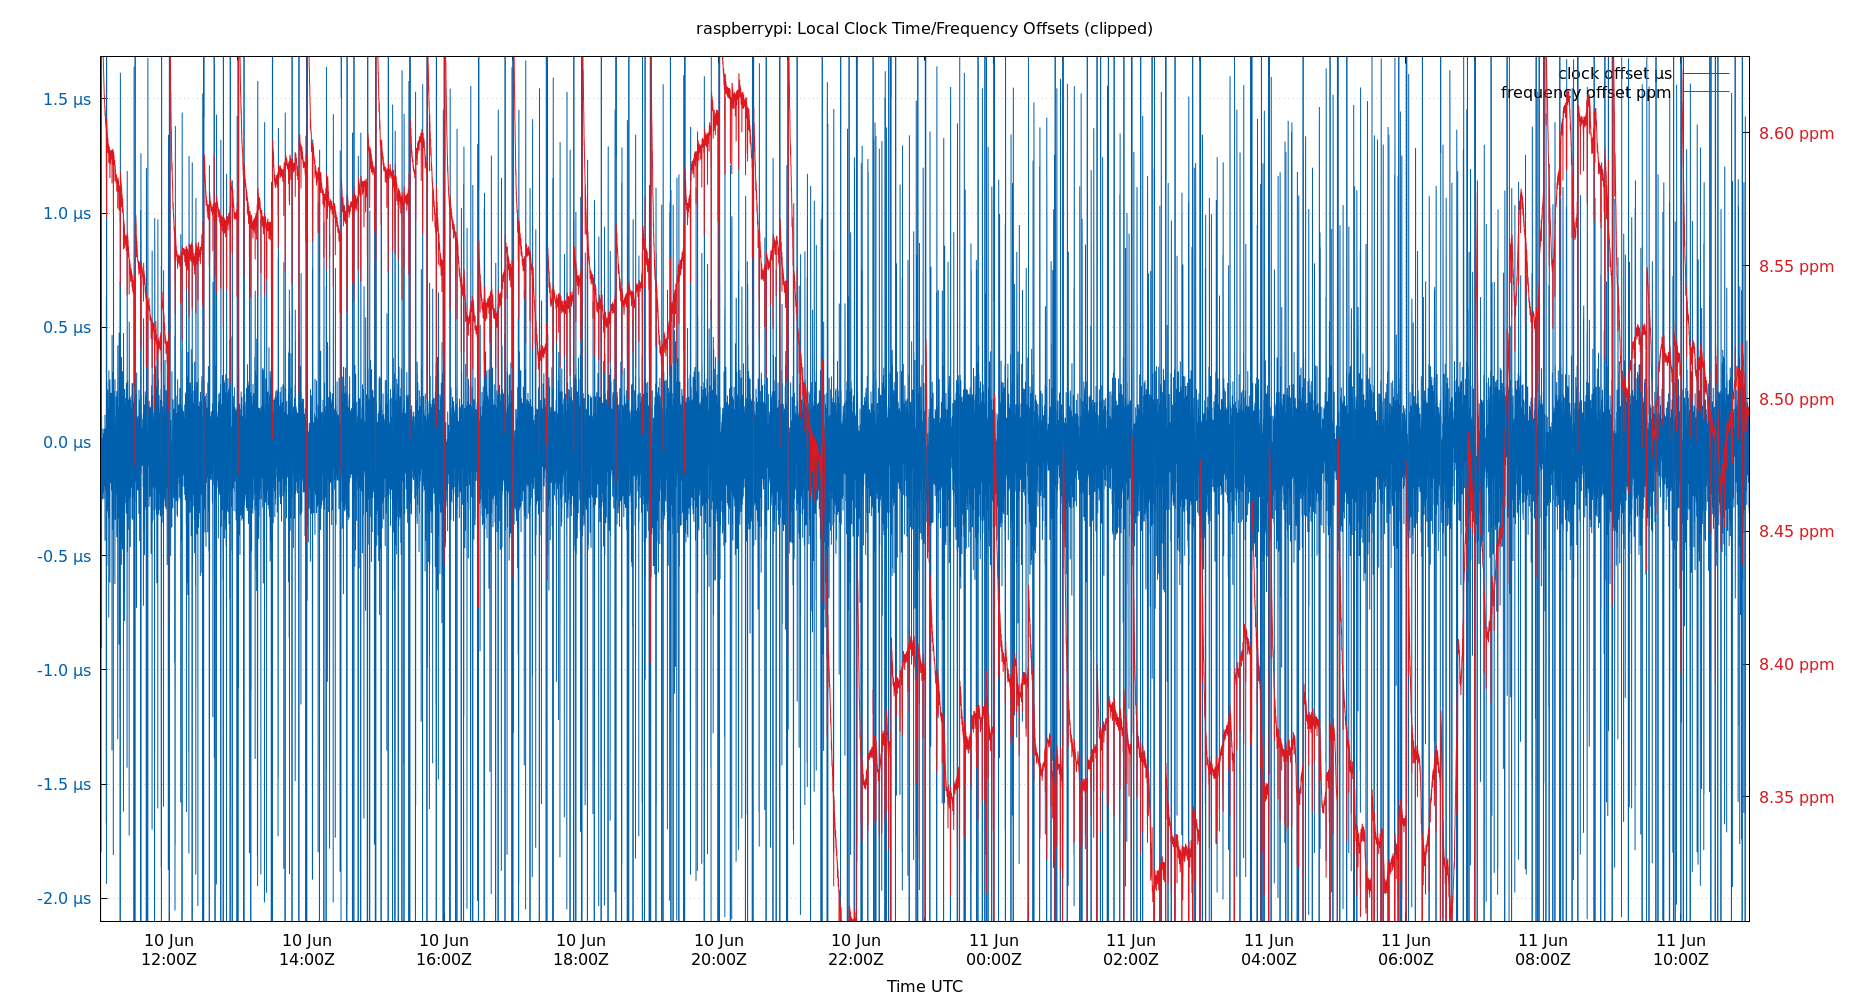 raspberrypi: Local Clock Time/Frequency Offsets (clipped)
clock offset µs
frequency offset ppm
1.5 µs
1.0 µs
0.5 µs
0.0 µs
-0.5 µs
-1.0 µs
-1.5 µs
-2.0 µs
8.60 ppm
8.55 ppm
8.50 ppm
8.45 ppm
8.40 ppm
8.35 ppm
10 Jun 10 Jun 10 Jun 10 Jun 10 Jun 10 Jun 11 Jun 11 Jun 11 Jun 11 Jun 11 Jun 11 Jun
12:00Z 14:00Z 16:00Z 18:00Z 20:00Z 22:00Z 00:00Z 02:00Z 04:00Z 06:00Z 08:00Z 10:00Z
Time UTC